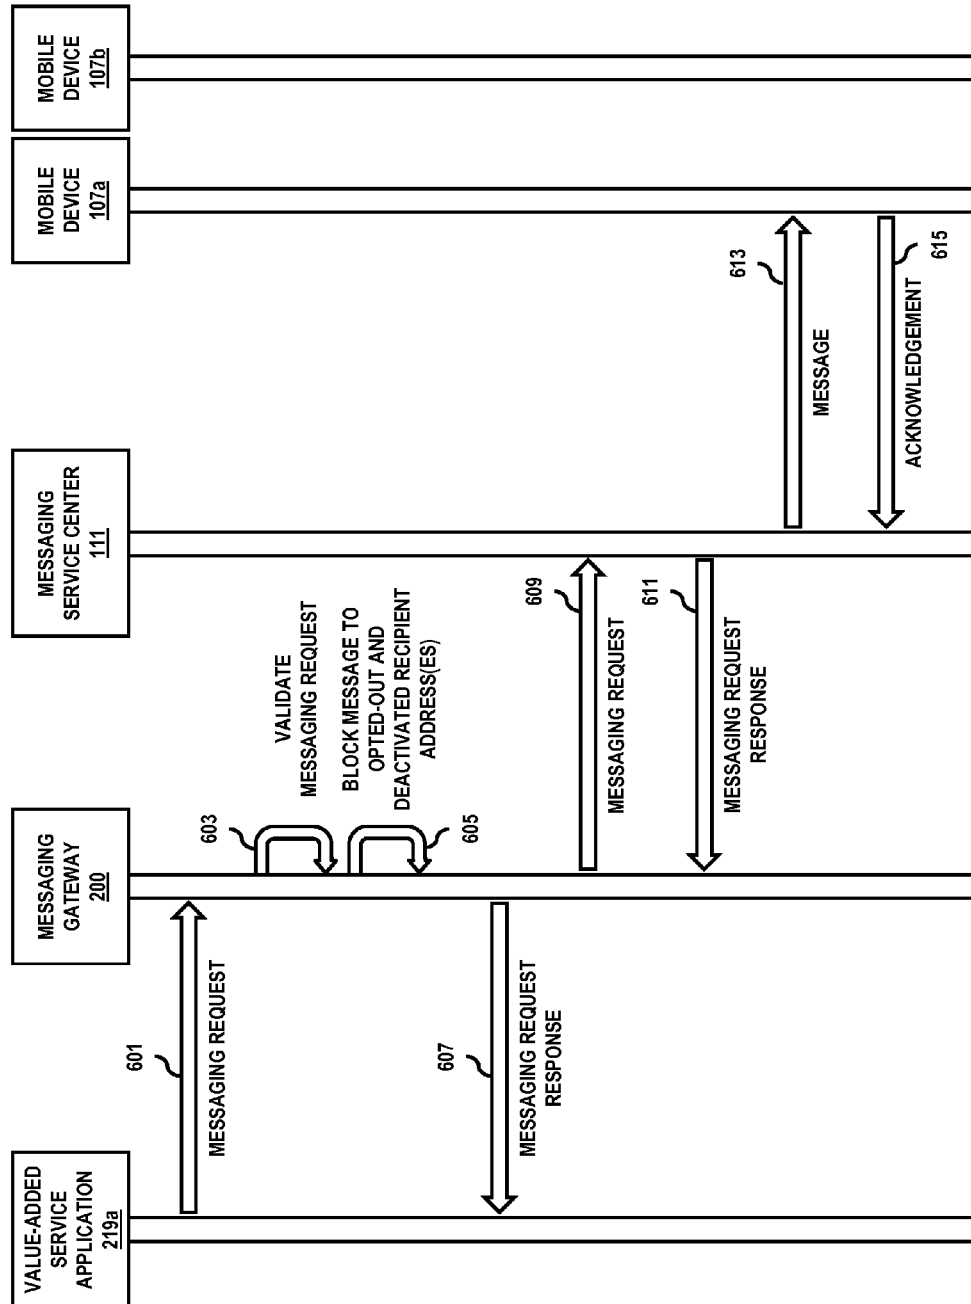 VALUE-ADDED
SERVICE
APPLICATION
219a
MESSAGING
GATEWAY
200
MESSAGING
SERVICE CENTER
111
MOBILE
DEVICE
107a
MOBILE
DEVICE
107b
601
MESSAGING REQUEST
603
VALIDATE
MESSAGING REQUEST
605
BLOCK MESSAGE TO
OPTED-OUT AND
DEACTIVATED RECIPIENT
ADDRESS(ES)
607
MESSAGING REQUEST
RESPONSE
609
MESSAGING REQUEST
611
MESSAGING REQUEST
RESPONSE
613
MESSAGE
615
ACKNOWLEDGEMENT